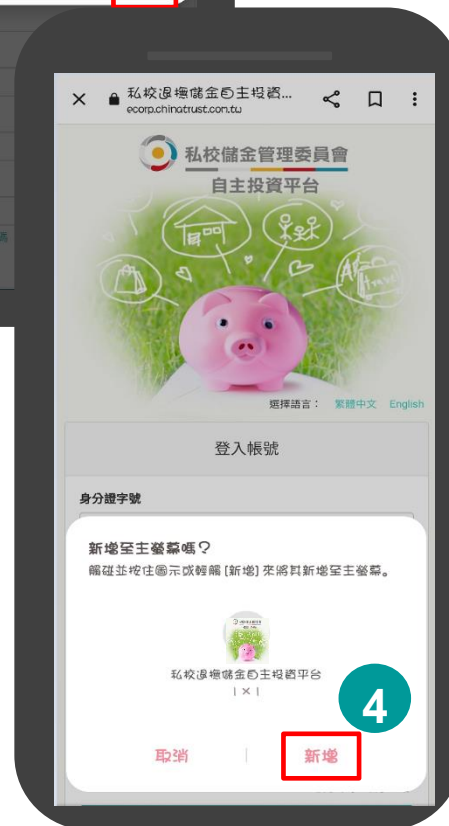 私校退撫儲金自主投資...
ecorp.chinatrust.com.tw
私校儲金管理委員會
自主投資平台
選擇語言： 繁體中文 English
登入帳號
身分證字號
新增至主螢幕嗎？
觸碰並按住圖示或輕觸 [新增] 來將其新增至主螢幕。
私校退撫儲金自主投資平台
1 × 1
4
取消 新增